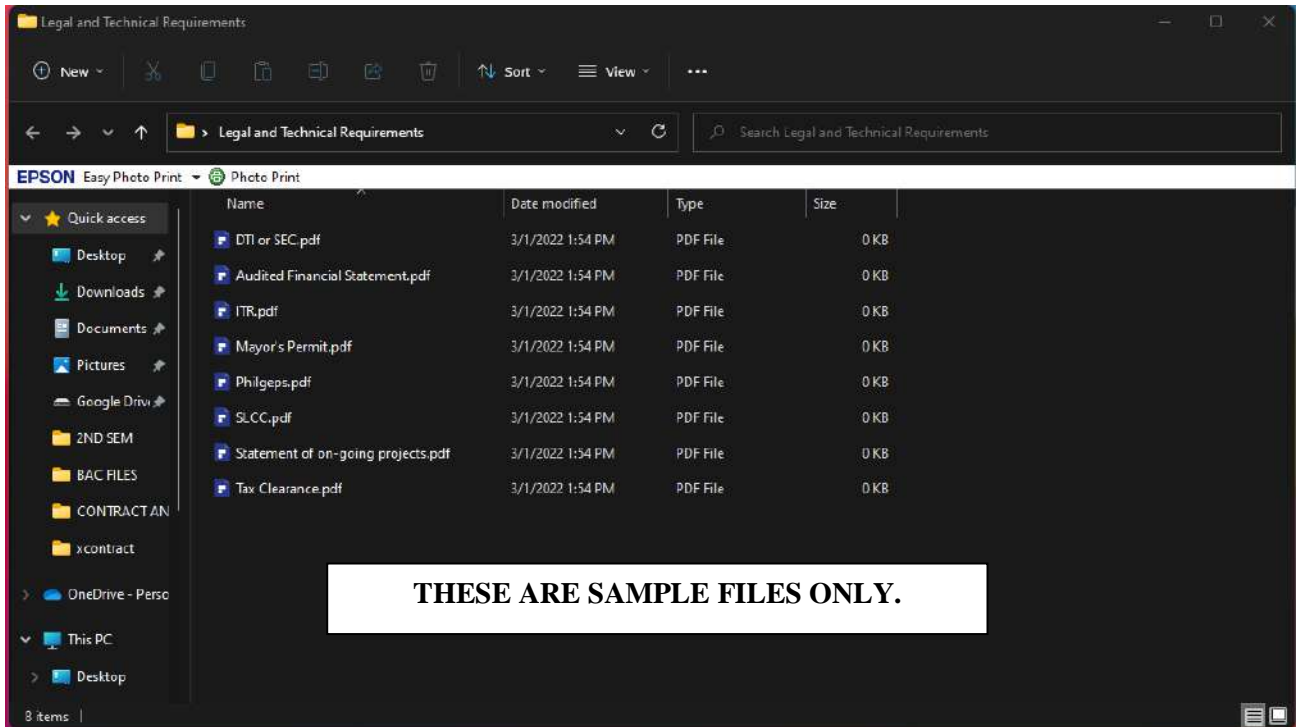 Legal and Technical Requirements
New Sort View
Legal and Technical Requirements Search Legal and Technical Requirements
EPSON Easy Photo Print Photo Print
Name Date modified Type Size
Quick access
Desktop
Downloads
Documents
Pictures
Google Driv
2ND SEM
BAC FILES
CONTRACT AN
xcontract
OneDrive - Perso
This PC
Desktop
DTI or SEC.pdf 3/1/2022 1:54 PM PDF File 0 KB
Audited Financial Statement.pdf 3/1/2022 1:54 PM PDF File 0 KB
ITR.pdf 3/1/2022 1:54 PM PDF File 0 KB
Mayor's Permit.pdf 3/1/2022 1:54 PM PDF File 0 KB
Philgeps.pdf 3/1/2022 1:54 PM PDF File 0 KB
SLCC.pdf 3/1/2022 1:54 PM PDF File 0 KB
Statement of on-going projects.pdf 3/1/2022 1:54 PM PDF File 0 KB
Tax Clearance.pdf 3/1/2022 1:54 PM PDF File 0 KB
THESE ARE SAMPLE FILES ONLY.
8 items